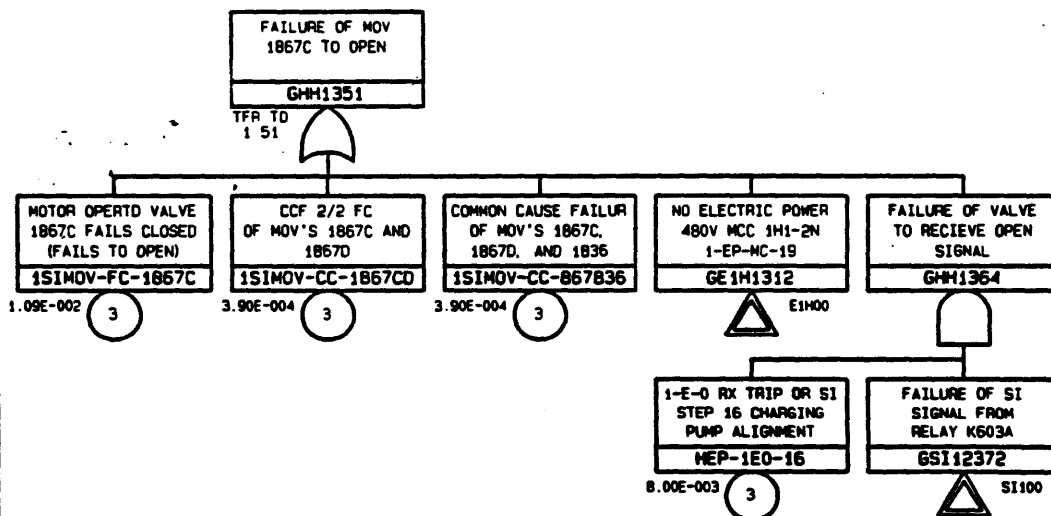 FAILURE OF MOV
1867C TO OPEN
GHH1351
TFR TO
1 51
MOTOR OPERTD VALVE
1867C FAILS CLOSED
(FAILS TO OPEN)
1SIMOV-FC-1867C
1.09E-002
3
CCF 2/2 FC
OF MOV'S 1867C AND
1867D
1SIMOV-CC-1867CD
3.90E-004
3
COMMON CAUSE FAILUR
OF MOV'S 1867C,
1867D, AND 1836
1SIMOV-CC-867836
3.90E-004
3
NO ELECTRIC POWER
480V MCC 1H1-2N
1-EP-MC-19
GE1H1312
E1H00
FAILURE OF VALVE
TO RECIEVE OPEN
SIGNAL
GHH1364
1-E-0 RX TRIP OR SI
STEP 16 CHARGING
PUMP ALIGNMENT
HEP-1E0-16
8.00E-003
3
FAILURE OF SI
SIGNAL FROM
RELAY K603A
GSI12372
SI100